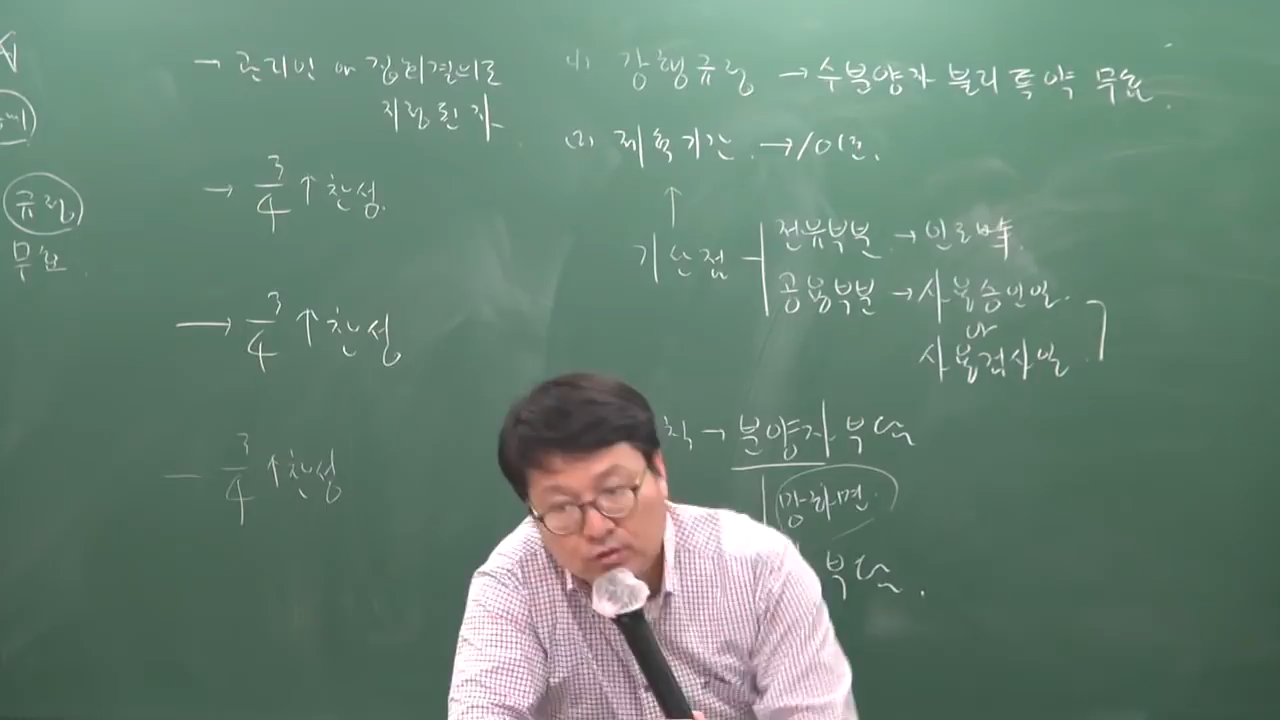 → 관리인 or 집회결의로
지정된 자
→ 3/4 ↑ 찬성.
→ 3/4 ↑ 찬성
- 3/4 ↑ 찬성
규정
무효.
(1) 강행규정 → 수분양자 불리 특약 무효.
(2) 제척기간. → 10년.
↑
기산점
전유부분 → 인도
공용부분 → 사용승인일.
or
사용검사일
칙 → 분양자 부담
망하면
부담.